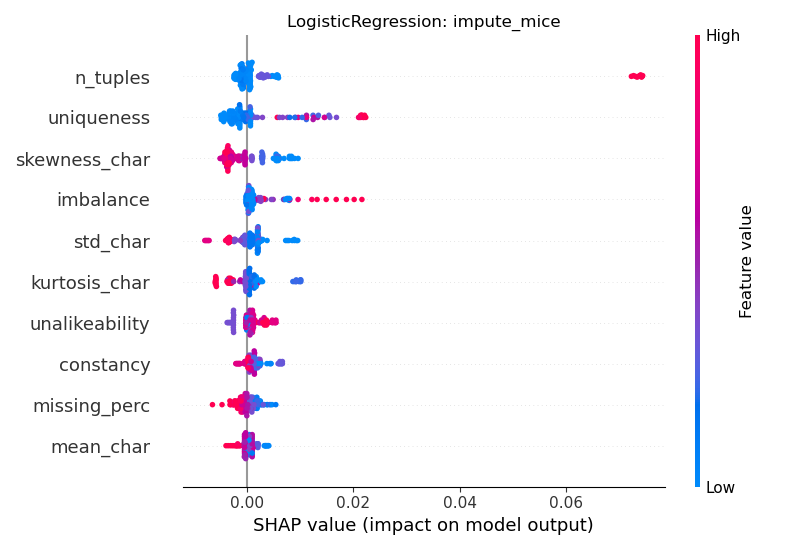 LogisticRegression: impute_mice
High
n_tuples
uniqueness
skewness_char
imbalance
std_char
kurtosis_char
unalikeability
constancy
missing_perc
mean_char
Feature value
Low
0.00 0.02 0.04 0.06
SHAP value (impact on model output)